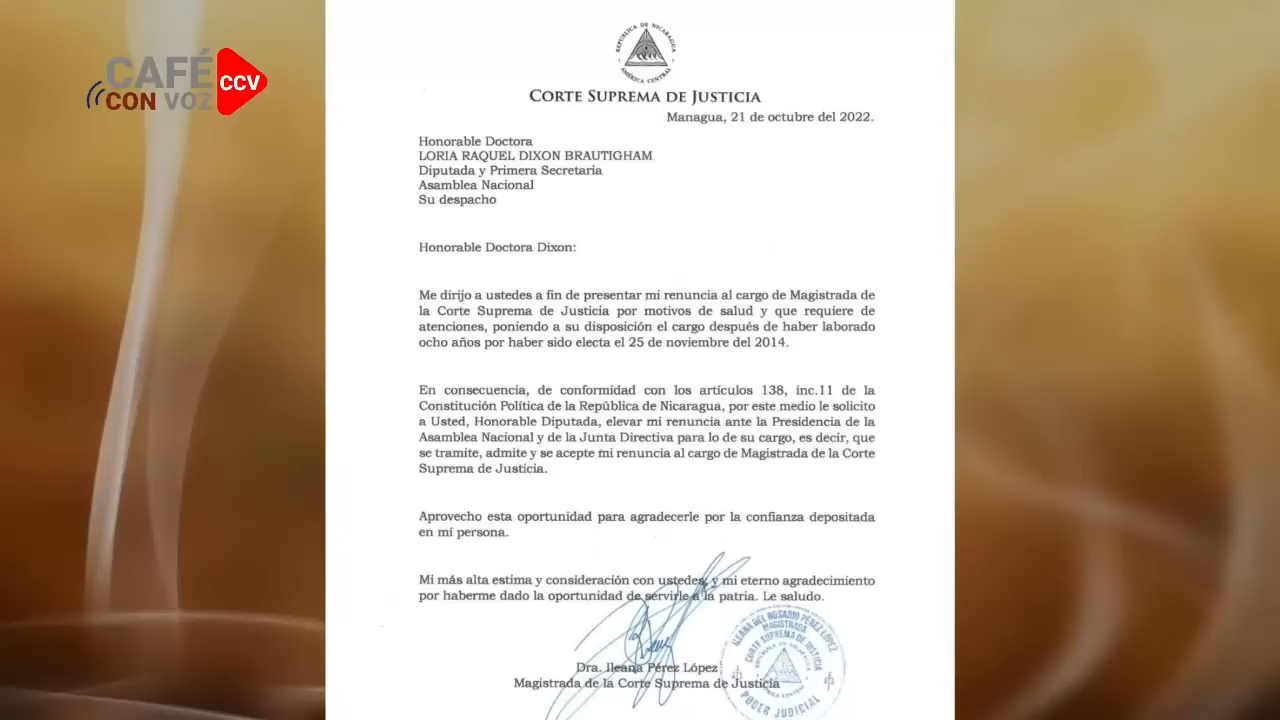 CAFÉ
CON VOZ
CCV
REPÚBLICA DE NICARAGUA
AMÉRICA CENTRAL
CORTE SUPREMA DE JUSTICIA
Managua, 21 de octubre del 2022.
Honorable Doctora
LORIA RAQUEL DIXON BRAUTIGHAM
Diputada y Primera Secretaria
Asamblea Nacional
Su despacho
Honorable Doctora Dixon:
Me dirijo a ustedes a fin de presentar mi renuncia al cargo de Magistrada de
la Corte Suprema de Justicia por motivos de salud y que requiere de
atenciones, poniendo a su disposición el cargo después de haber laborado
ocho años por haber sido electa el 25 de noviembre del 2014.
En consecuencia, de conformidad con los artículos 138, inc.11 de la
Constitución Política de la República de Nicaragua, por este medio le solicito
a Usted, Honorable Diputada, elevar mi renuncia ante la Presidencia de la
Asamblea Nacional y de la Junta Directiva para lo de su cargo, es decir, que
se tramite, admite y se acepte mi renuncia al cargo de Magistrada de la Corte
Suprema de Justicia.
Aprovecho esta oportunidad para agradecerle por la confianza depositada
en mí persona.
Mi más alta estima y consideración con ustedes, y mi eterno agradecimiento
por haberme dado la oportunidad de servirle a la patria. Le saludo.
Dra. Ileana Pérez López
Magistrada de la Corte Suprema de Justicia
ILEANA DEL ROSARIO PÉREZ LÓPEZ
MAGISTRADA
CORTE SUPREMA DE JUSTICIA
REPÚBLICA DE NICARAGUA
AMÉRICA CENTRAL
PODER JUDICIAL